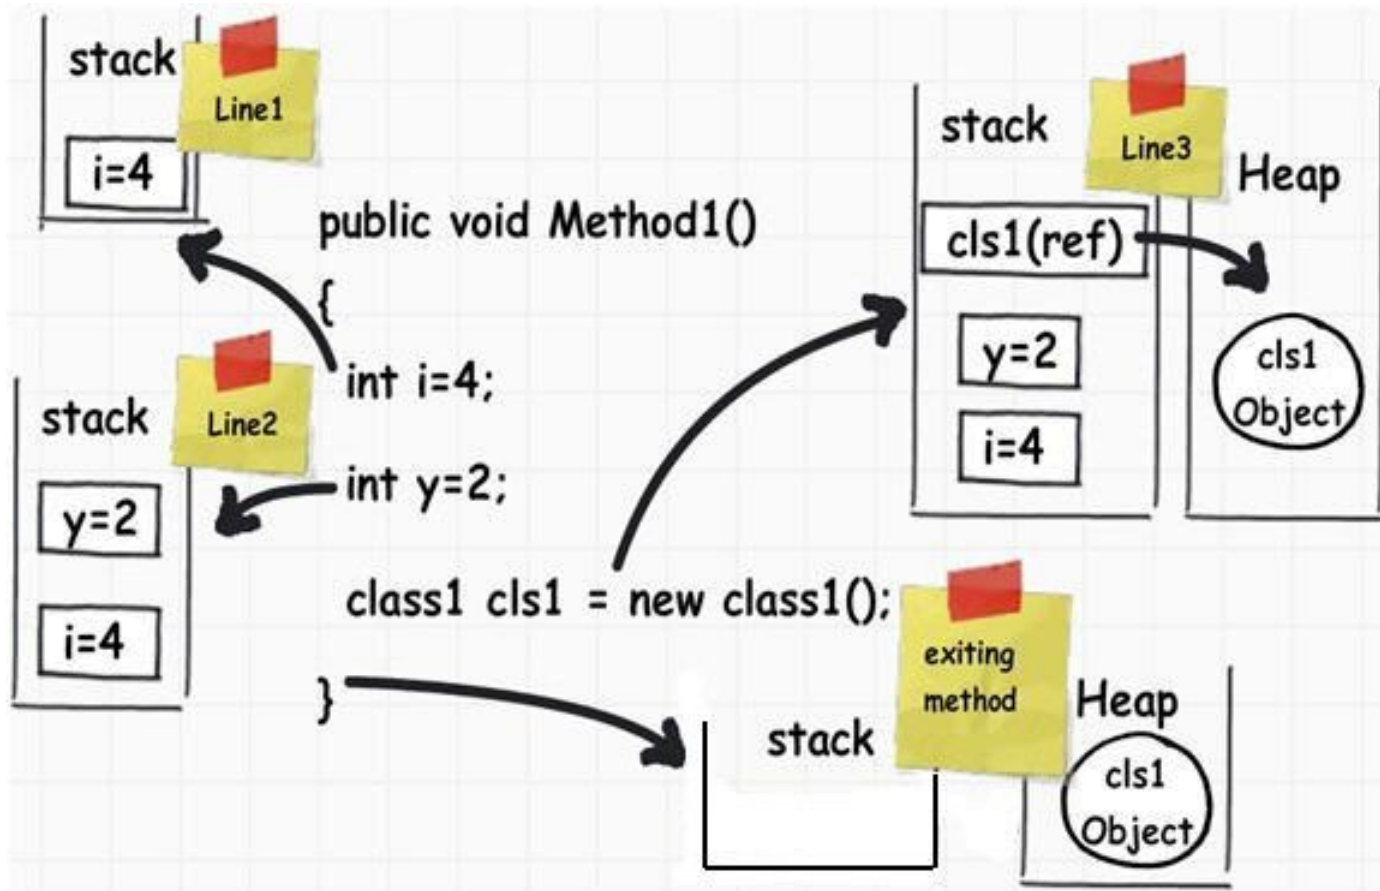 stack
Line1
i=4
public void Method1()
{
int i=4;
int y=2;
class1 cls1 = new class1();
}
stack
Line2
y=2
i=4
stack
Line3
Heap
cls1(ref)
y=2
i=4
cls1
Object
exiting
method
stack
Heap
cls1
Object